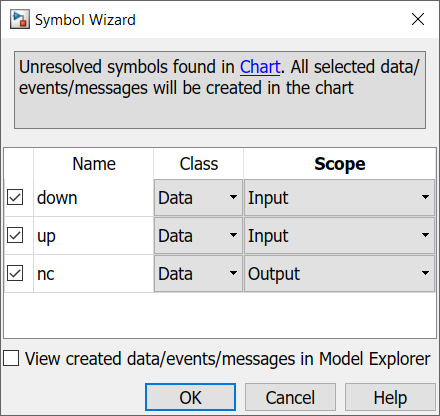 Symbol Wizard
Unresolved symbols found in Chart. All selected data/
events/messages will be created in the chart
Name Class Scope
down Data Input
up Data Input
nc Data Output
View created data/events/messages in Model Explorer
OK Cancel Help